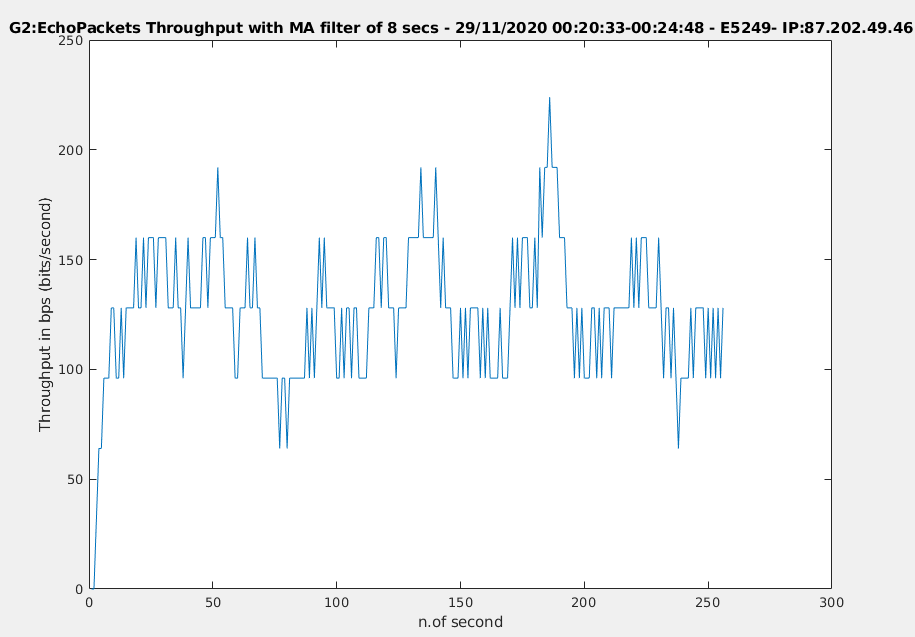 G2:EchoPackets Throughput with MA filter of 8 secs - 29/11/2020 00:20:33-00:24:48 - E5249- IP:87.202.49.46
250
200
150
100
50
0
Throughput in bps (bits/second)
0 50 100 150 200 250 300
n.of second